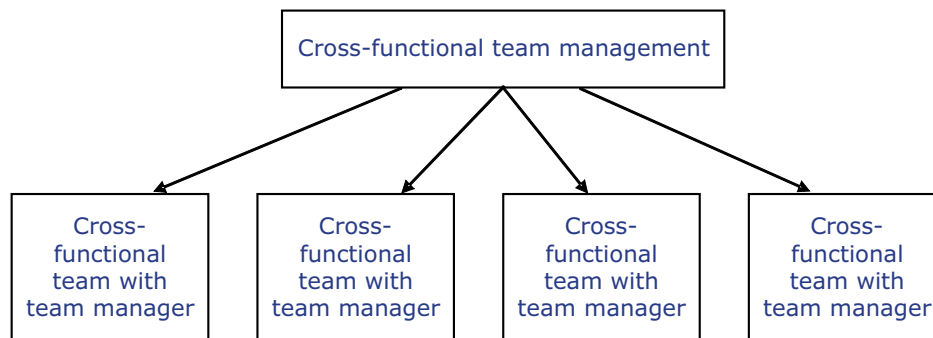 Cross-functional team management
Cross-
functional
team with
team manager
Cross-
functional
team with
team manager
Cross-
functional
team with
team manager
Cross-
functional
team with
team manager